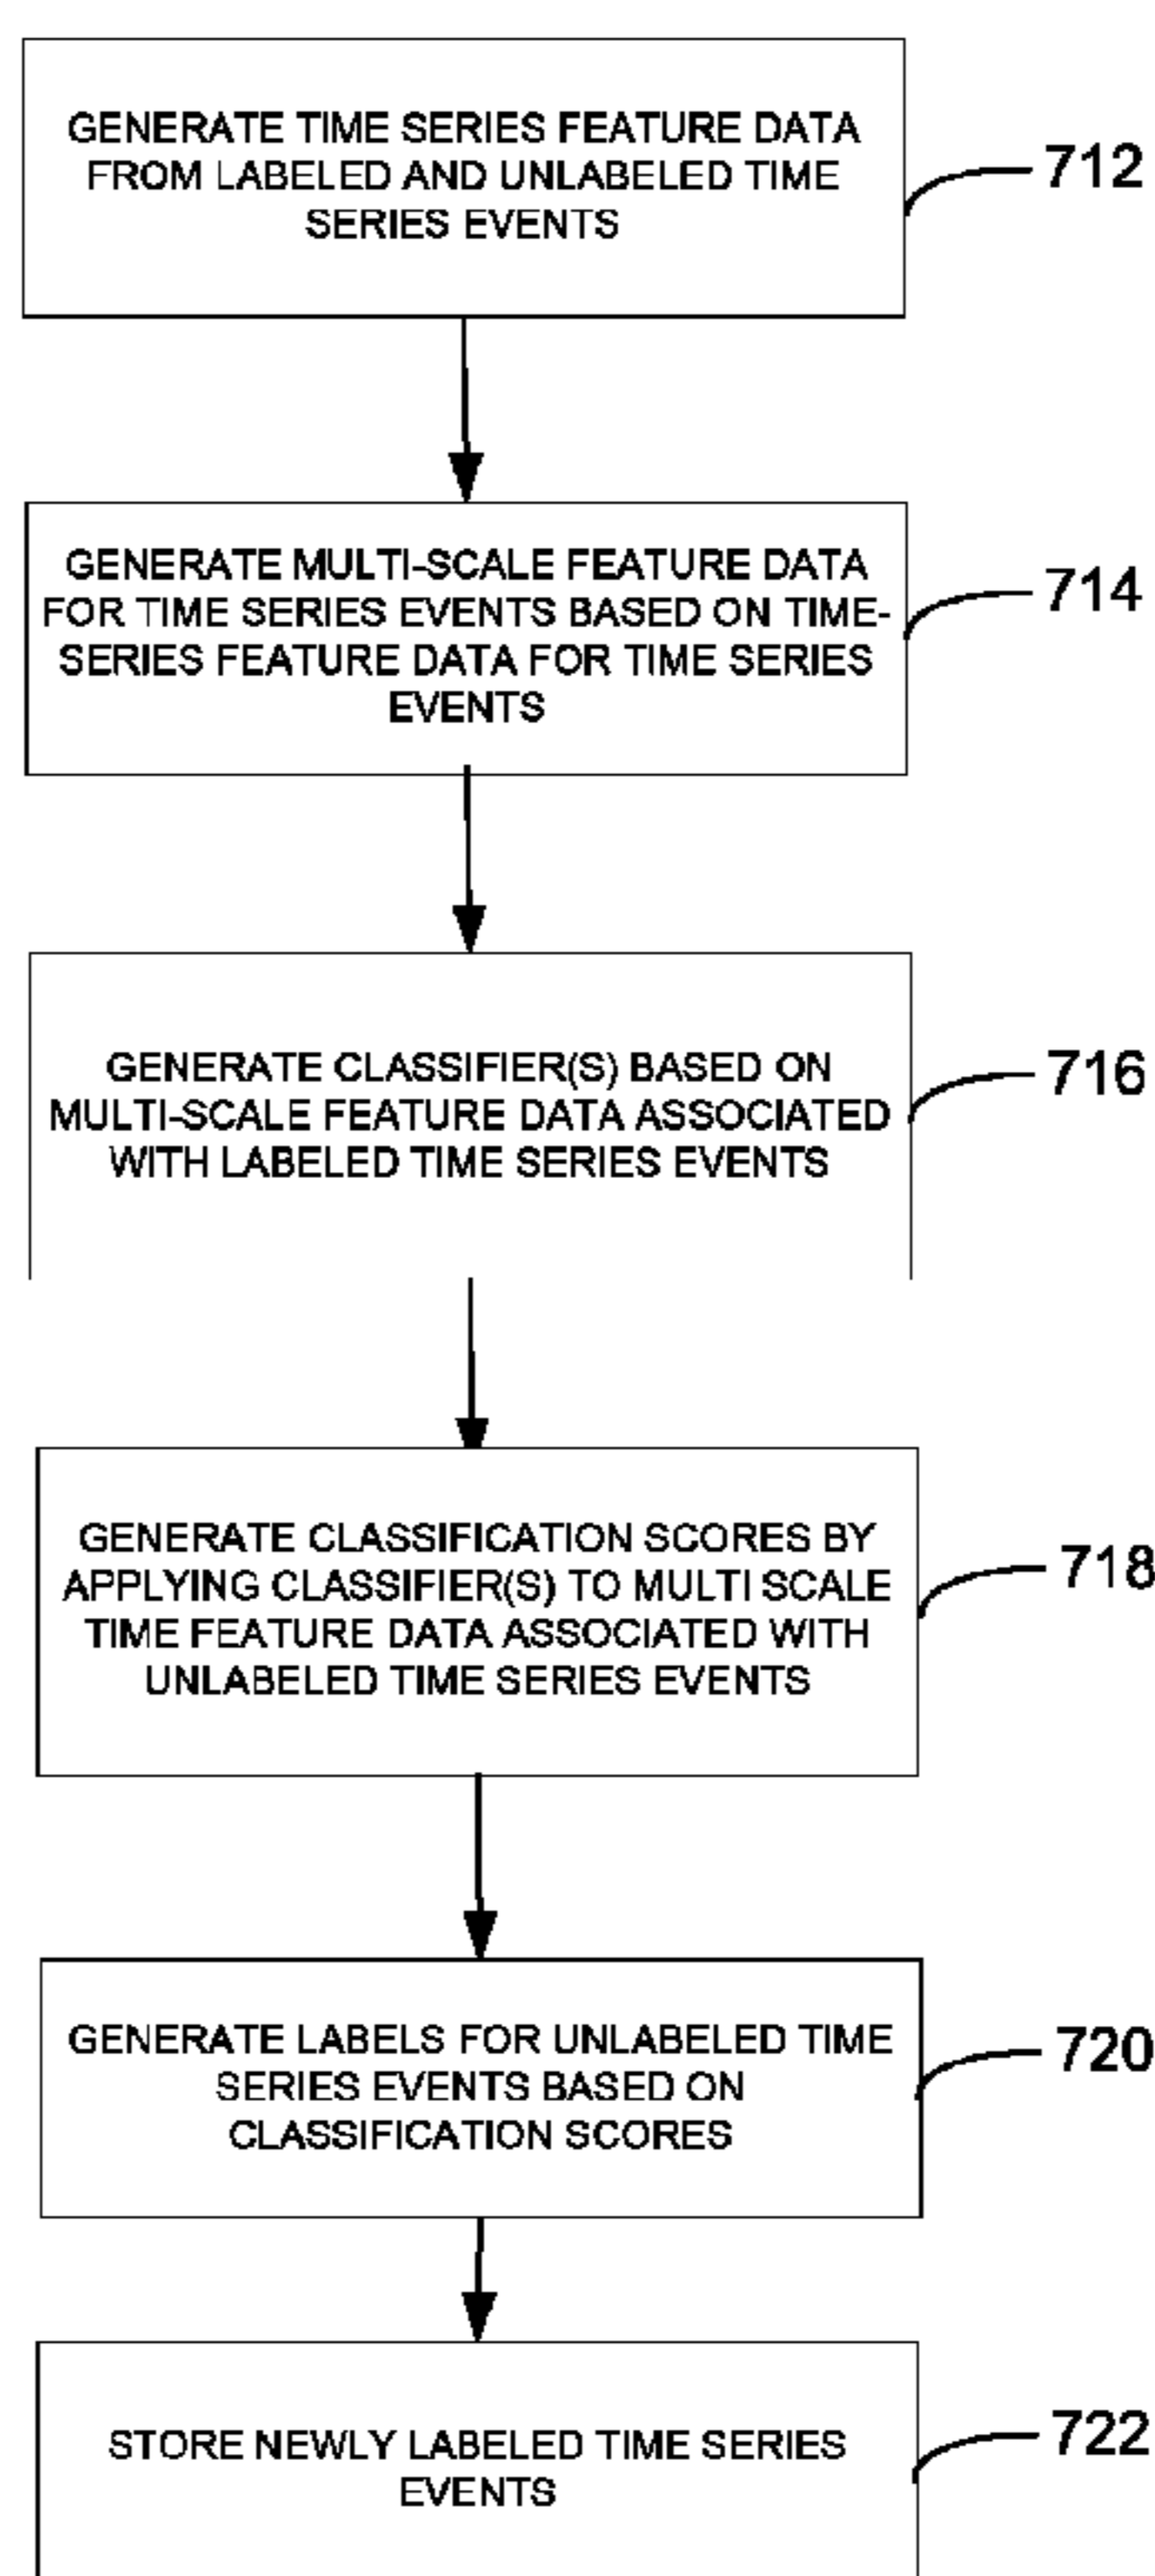 GENERATE TIME SERIES FEATURE DATA
FROM LABELED AND UNLABELED TIME
SERIES EVENTS
712
GENERATE MULTI-SCALE FEATURE DATA
FOR TIME SERIES EVENTS BASED ON TIME-
SERIES FEATURE DATA FOR TIME SERIES
EVENTS
714
GENERATE CLASSIFIER(S) BASED ON
MULTI-SCALE FEATURE DATA ASSOCIATED
WITH LABELED TIME SERIES EVENTS
716
GENERATE CLASSIFICATION SCORES BY
APPLYING CLASSIFIER(S) TO MULTI SCALE
TIME FEATURE DATA ASSOCIATED WITH
UNLABELED TIME SERIES EVENTS
718
GENERATE LABELS FOR UNLABELED TIME
SERIES EVENTS BASED ON
CLASSIFICATION SCORES
720
STORE NEWLY LABELED TIME SERIES
EVENTS
722